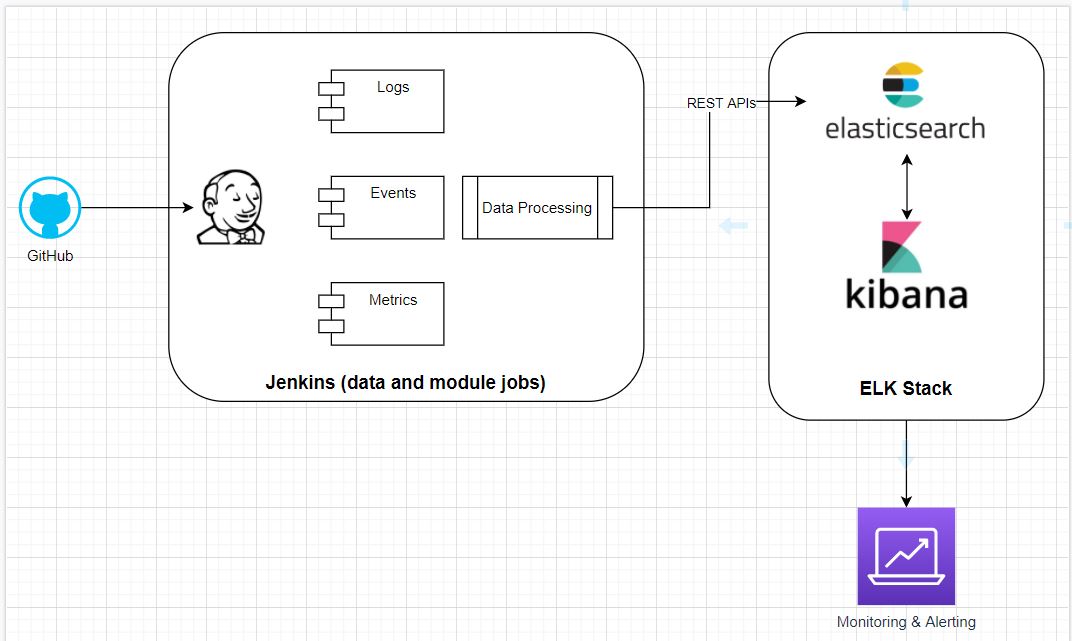 GitHub
Logs
Events
Metrics
Data Processing
Jenkins (data and module jobs)
REST APIs
elasticsearch
kibana
ELK Stack
Monitoring & Alerting